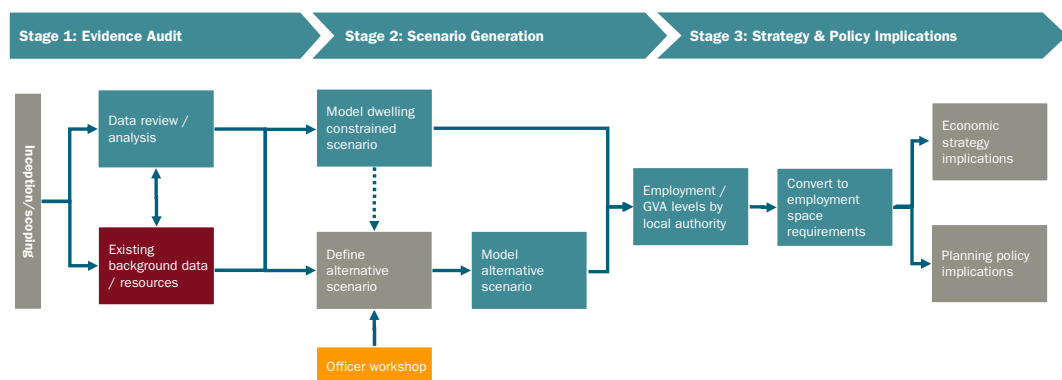 Stage 1: Evidence Audit
Stage 2: Scenario Generation
Stage 3: Strategy & Policy Implications
Inception/scoping
Data review /
analysis
Existing
background data
/ resources
Model dwelling
constrained
scenario
Define
alternative
scenario
Officer workshop
Model
alternative
scenario
Employment /
GVA levels by
local authority
Convert to
employment
space
requirements
Economic
strategy
implications
Planning policy
implications